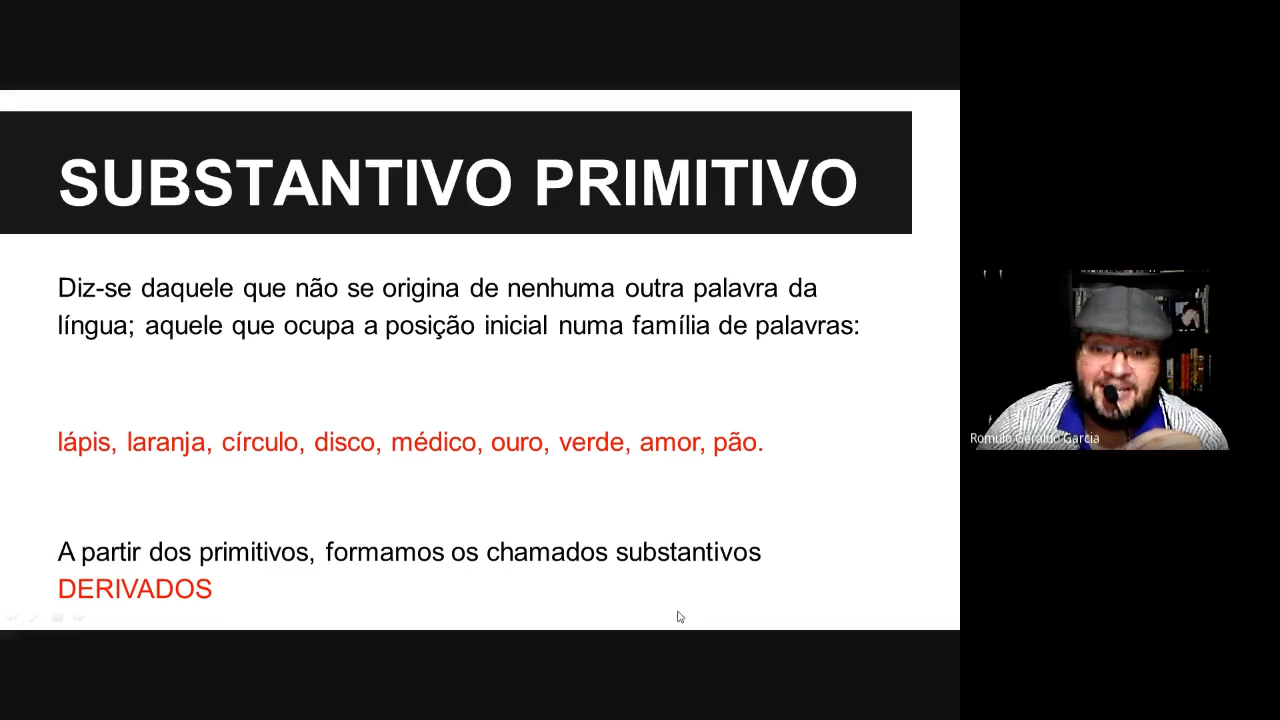 SUBSTANTIVO PRIMITIVO
Diz-se daquele que não se origina de nenhuma outra palavra da
língua; aquele que ocupa a posição inicial numa família de palavras:
lápis, laranja, círculo, disco, médico, ouro, verde, amor, pão.
A partir dos primitivos, formamos os chamados substantivos
DERIVADOS
Romulo Geraldo Garcia